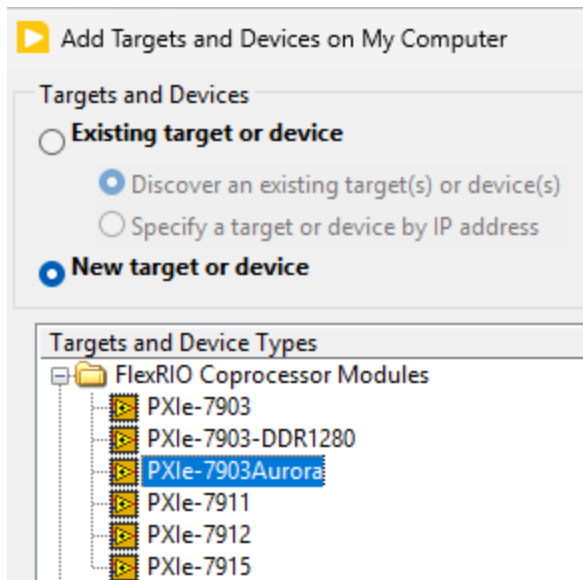 Add Targets and Devices on My Computer
Targets and Devices
Existing target or device
Discover an existing target(s) or device(s)
Specify a target or device by IP address
New target or device
Targets and Device Types
FlexRIO Coprocessor Modules
PXIe-7903
PXIe-7903-DDR1280
PXIe-7903Aurora
PXIe-7911
PXIe-7912
PXIe-7915